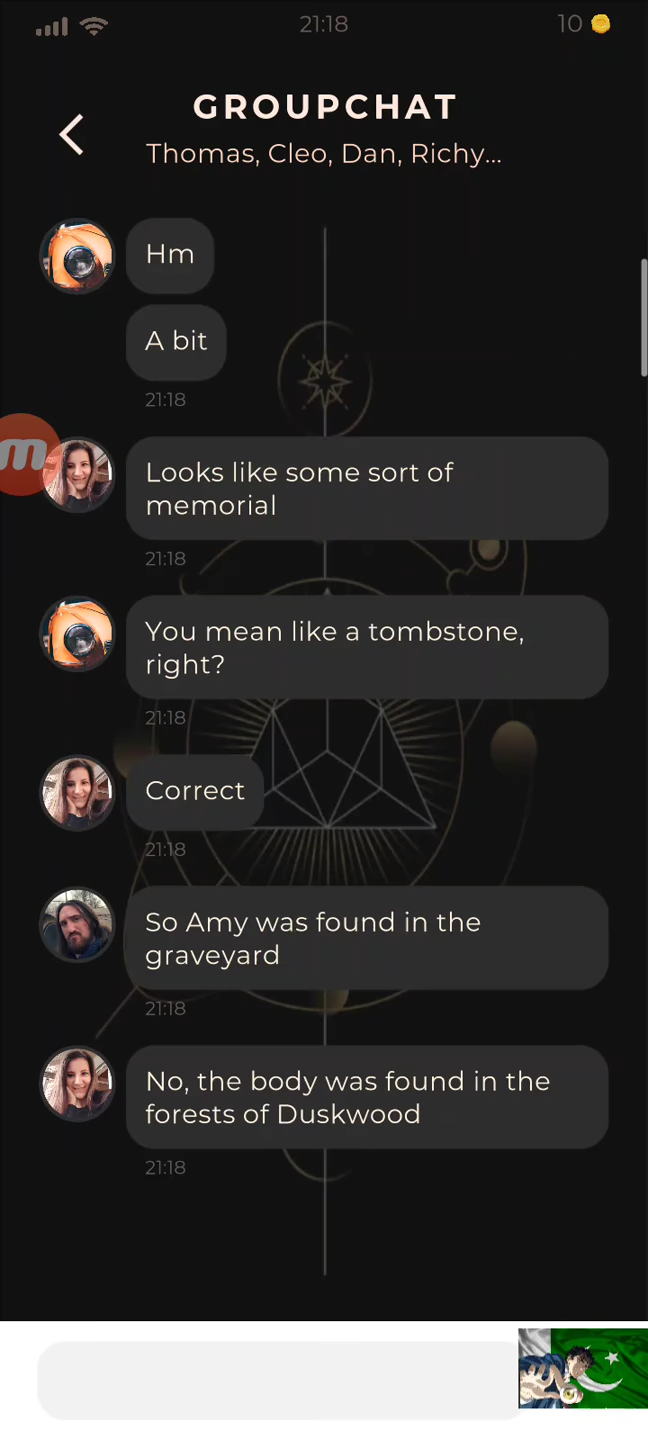 21:18
10
GROUPCHAT
Thomas, Cleo, Dan, Richy...
Hm
A bit
21:18
Looks like some sort of
memorial
21:18
You mean like a tombstone,
right?
21:18
Correct
21:18
So Amy was found in the
graveyard
21:18
No, the body was found in the
forests of Duskwood
21:18